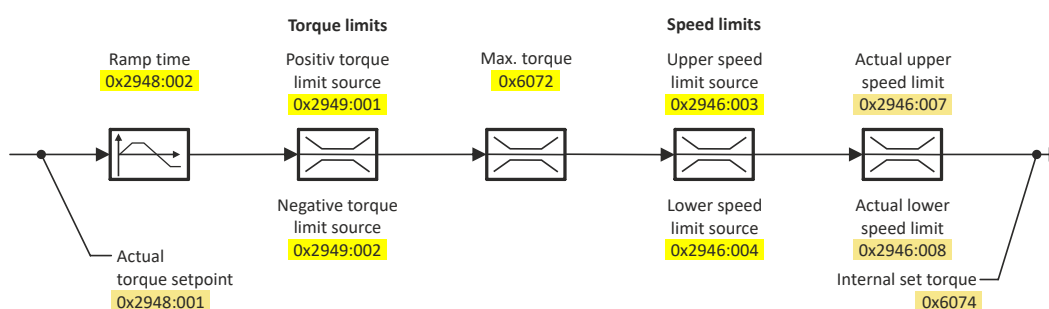 Torque limits
Speed limits
Ramp time
0x2948:002
Positiv torque
limit source
0x2949:001
Max. torque
0x6072
Upper speed
limit source
0x2946:003
Actual upper
speed limit
0x2946:007
Negative torque
limit source
0x2949:002
Lower speed
limit source
0x2946:004
Actual lower
speed limit
0x2946:008
Actual
torque setpoint
0x2948:001
Internal set torque
0x6074